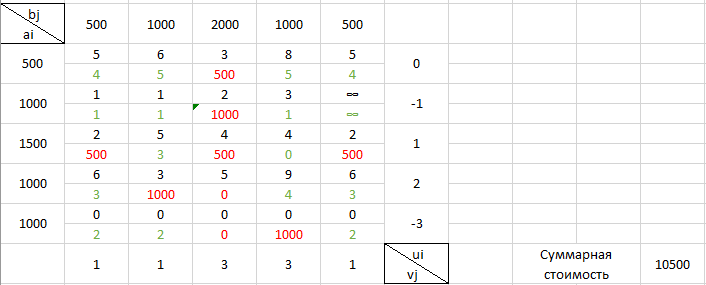 bj 500 1000 2000 1000 500
ai
500 5 6 3 8 5 0
4 5 500 5 4
1000 1 1 2 3 ∞ -1
1 1 1000 1 ∞
1500 2 5 4 4 2 1
500 3 500 0 500
1000 6 3 5 9 6 2
3 1000 0 4 3
1000 0 0 0 0 0 -3
2 2 0 1000 2
1 1 3 3 1 ui
vj
Суммарная
стоимость 10500